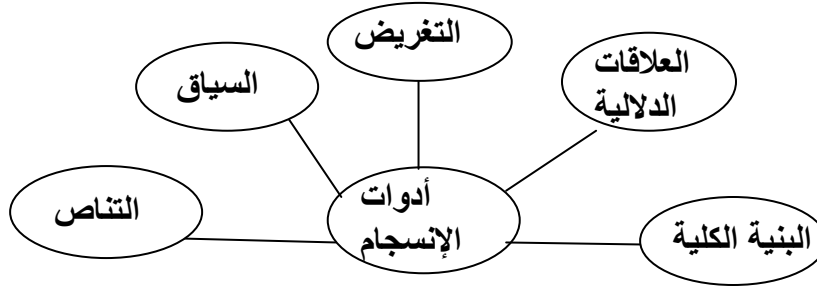 التغريض
العلاقات
الدلالية
السياق
أدوات
الإنسجام
التناص
البنية الكلية